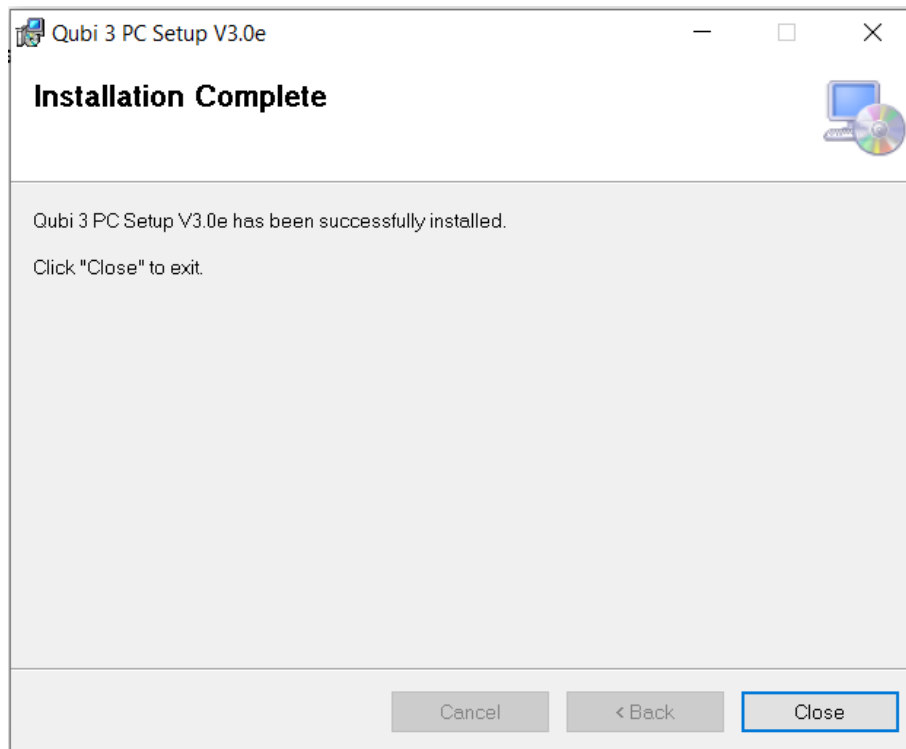 Qubi 3 PC Setup V3.0e
Installation Complete
Qubi 3 PC Setup V3.0e has been successfully installed.
Click "Close" to exit.
Cancel
< Back
Close